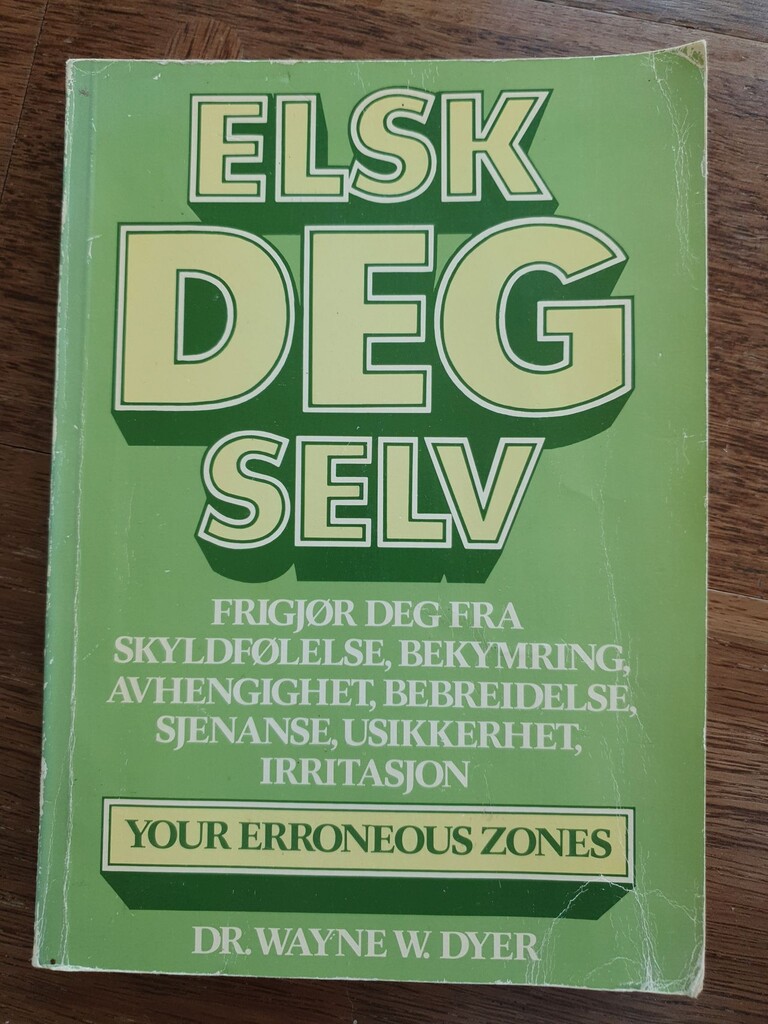 ELSK
DEG
SELV
FRIGJØR DEG FRA
SKYLDFØLELSE, BEKYMRING,
AVHENGIGHET, BEBREIDELSE,
SJENANSE, USIKKERHET,
IRRITASJON
YOUR ERRONEOUS ZONES
DR. WAYNE W. DYER